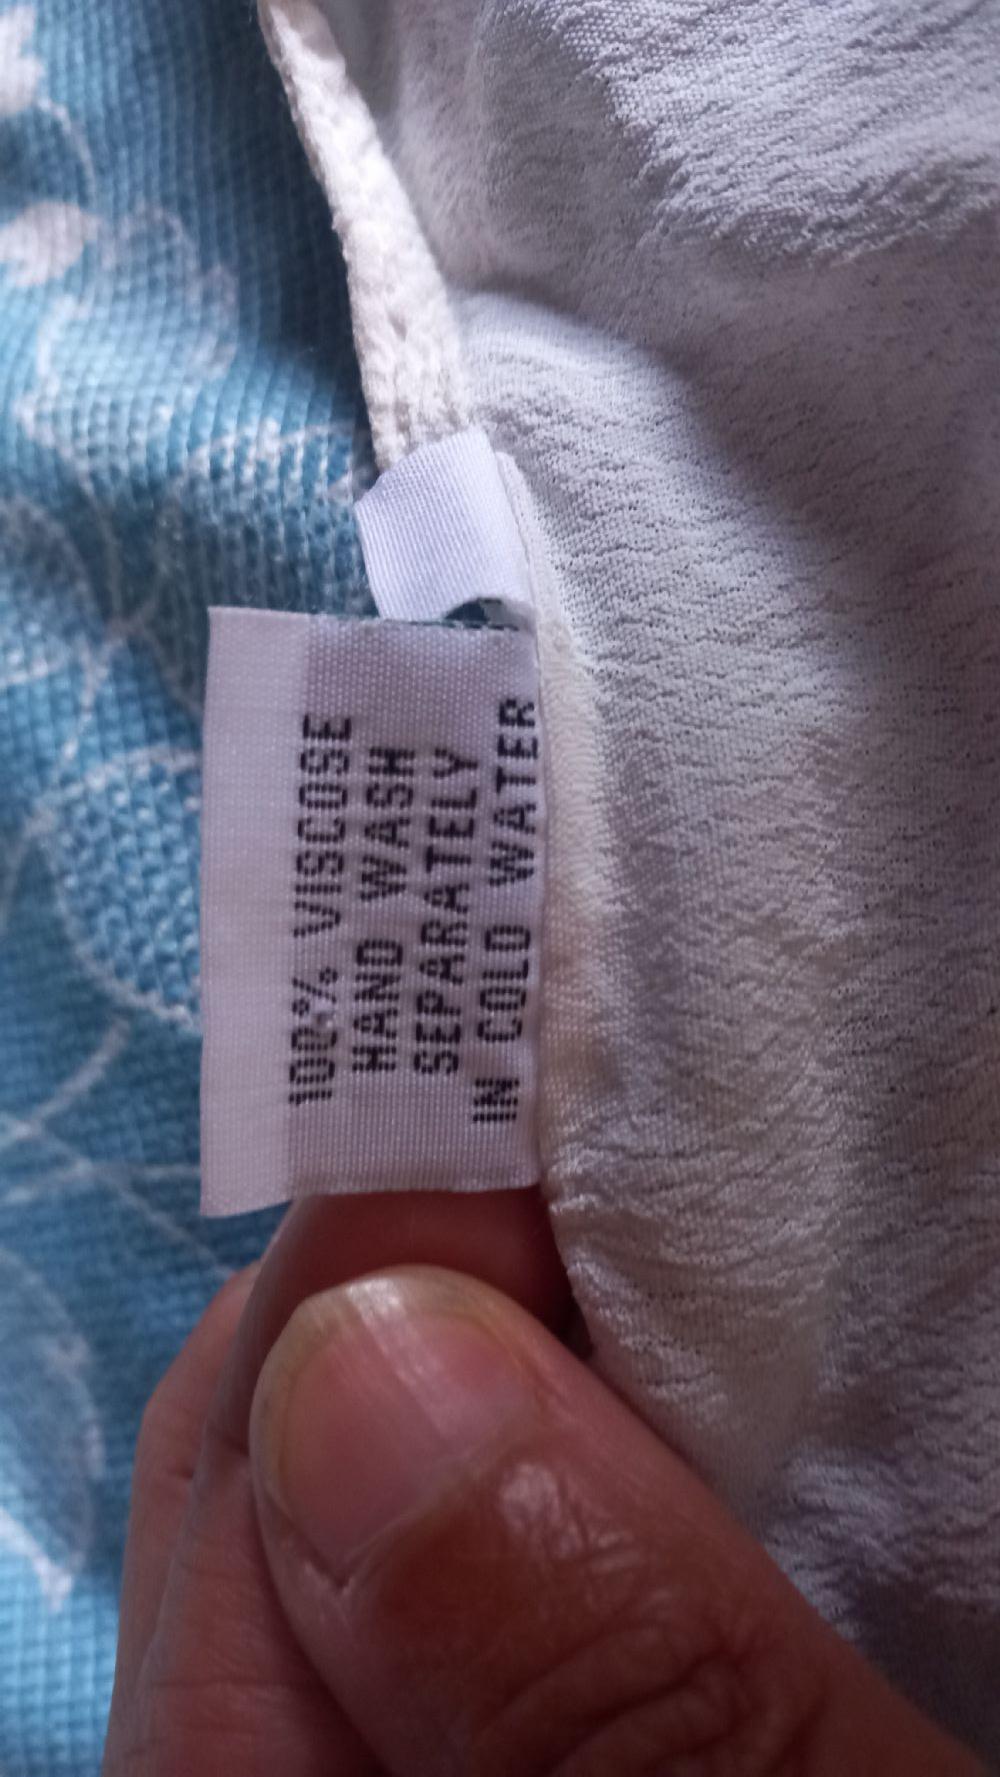 100% VISCOSE
HAND WASH
SEPARATELY
IN COLD WATER